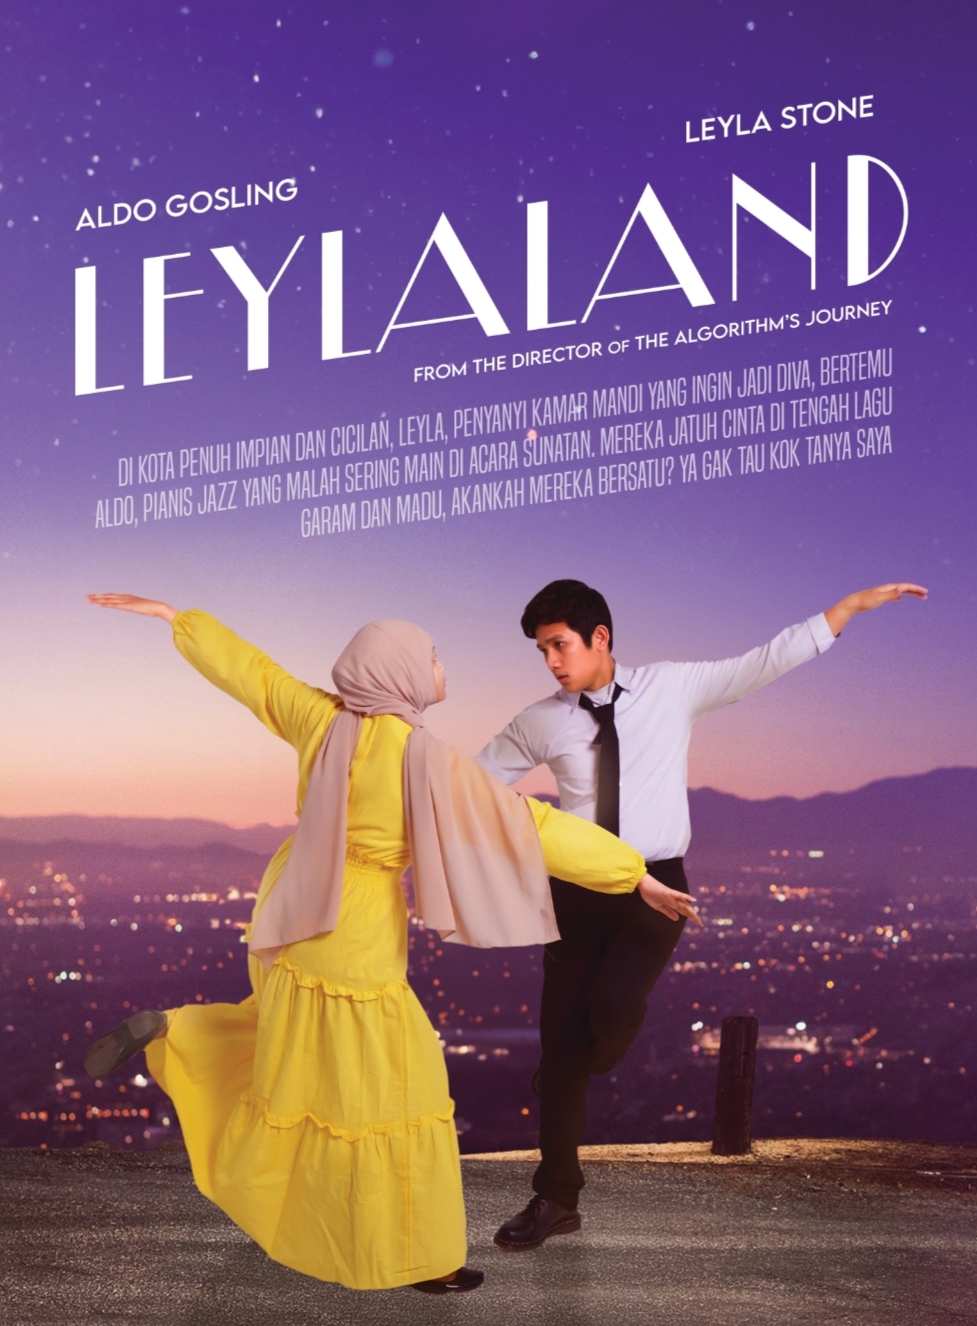 LEYLA STONE
ALDO GOSLING
LEYLALAND
FROM THE DIRECTOR OF THE ALGORITHM'S JOURNEY
DI KOTA PENUH IMPIAN DAN CICILAN, LEYLA, PENYANYI KAMAR MANDI YANG INGIN JADI DIVA, BERTEMU
ALDO, PIANIS JAZZ YANG MALAH SERING MAIN DI ACARA SUNATAN. MEREKA JATUH CINTA DI TENGAH LAGU
GARAM DAN MADU, AKANKAH MEREKA BERSATU? YA GAK TAU KOK TANYA SAYA